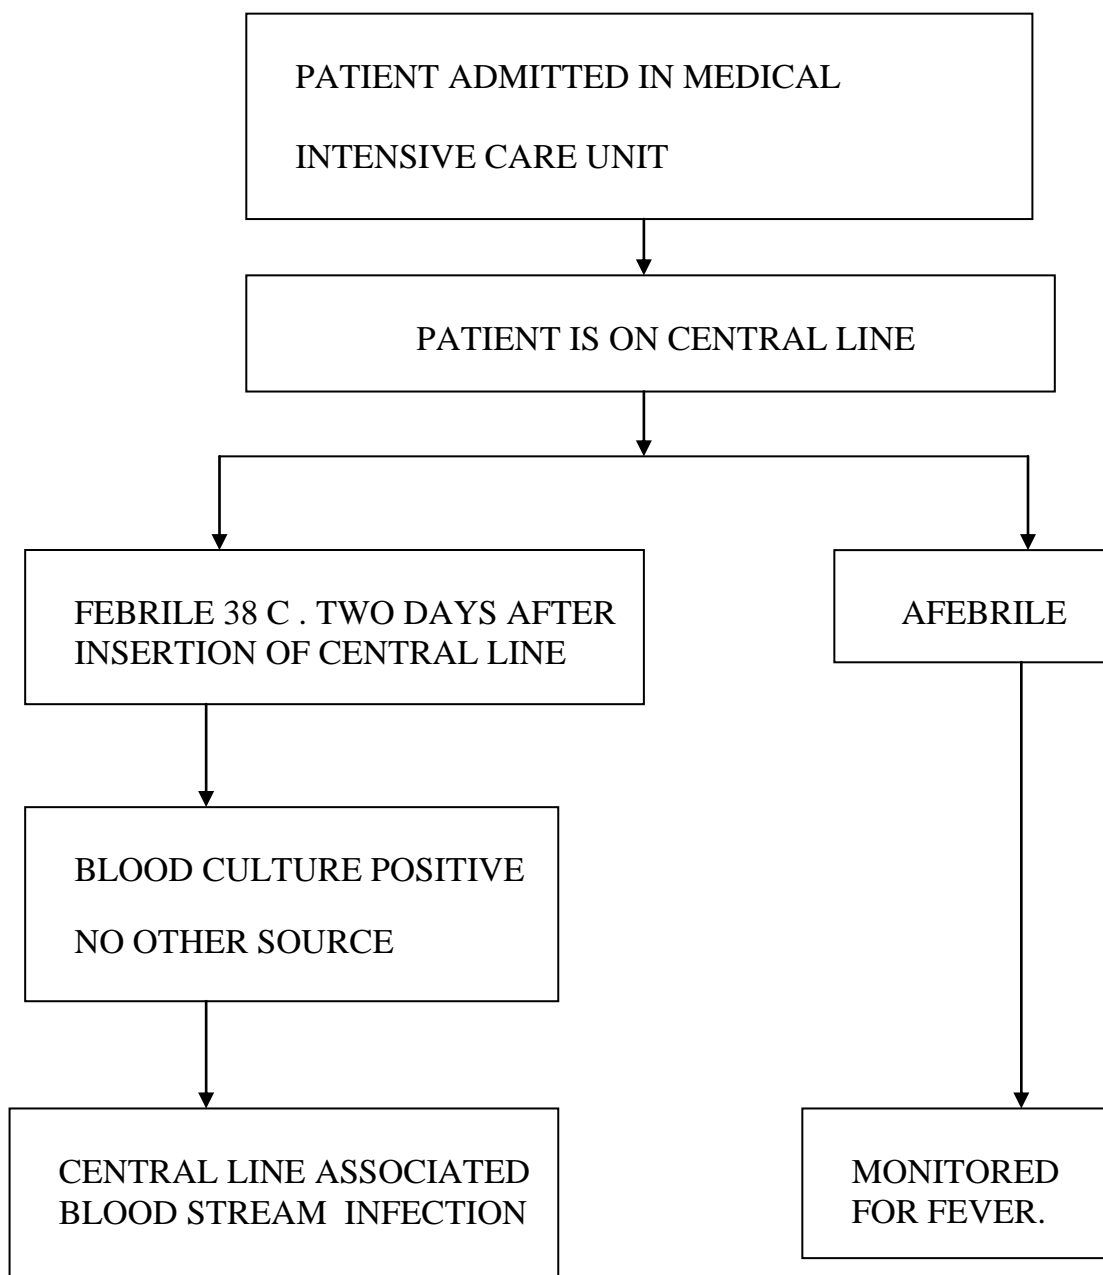 PATIENT ADMITTED IN MEDICAL
INTENSIVE CARE UNIT
PATIENT IS ON CENTRAL LINE
FEBRILE 38 C . TWO DAYS AFTER
INSERTION OF CENTRAL LINE
AFEBRILE
BLOOD CULTURE POSITIVE
NO OTHER SOURCE
CENTRAL LINE ASSOCIATED
BLOOD STREAM INFECTION
MONITORED
FOR FEVER.